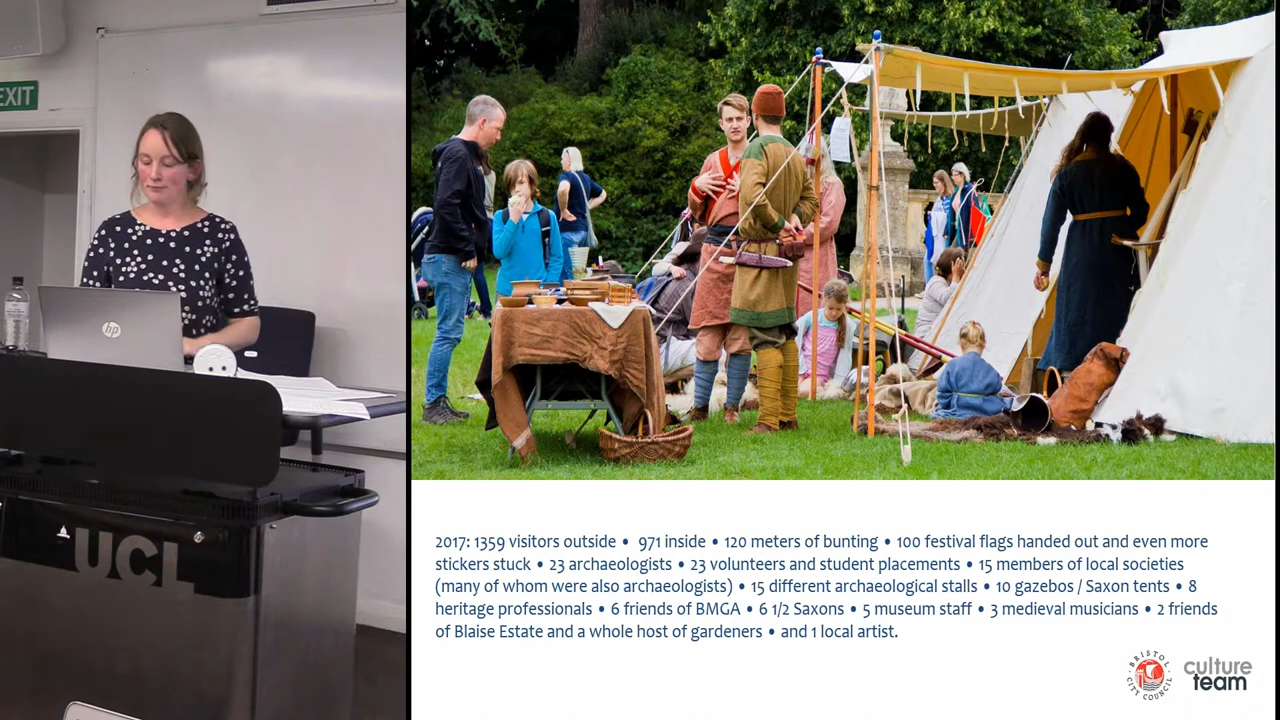 EXIT
hp
UCL
2017: 1359 visitors outside • 971 inside • 120 meters of bunting • 100 festival flags handed out and even more
stickers stuck • 23 archaeologists • 23 volunteers and student placements • 15 members of local societies
(many of whom were also archaeologists) • 15 different archaeological stalls • 10 gazebos / Saxon tents • 8
heritage professionals • 6 friends of BMGA • 6 1/2 Saxons • 5 museum staff • 3 medieval musicians • 2 friends
of Blaise Estate and a whole host of gardeners • and 1 local artist.
BRISTOL
CITY COUNCIL
culture
team